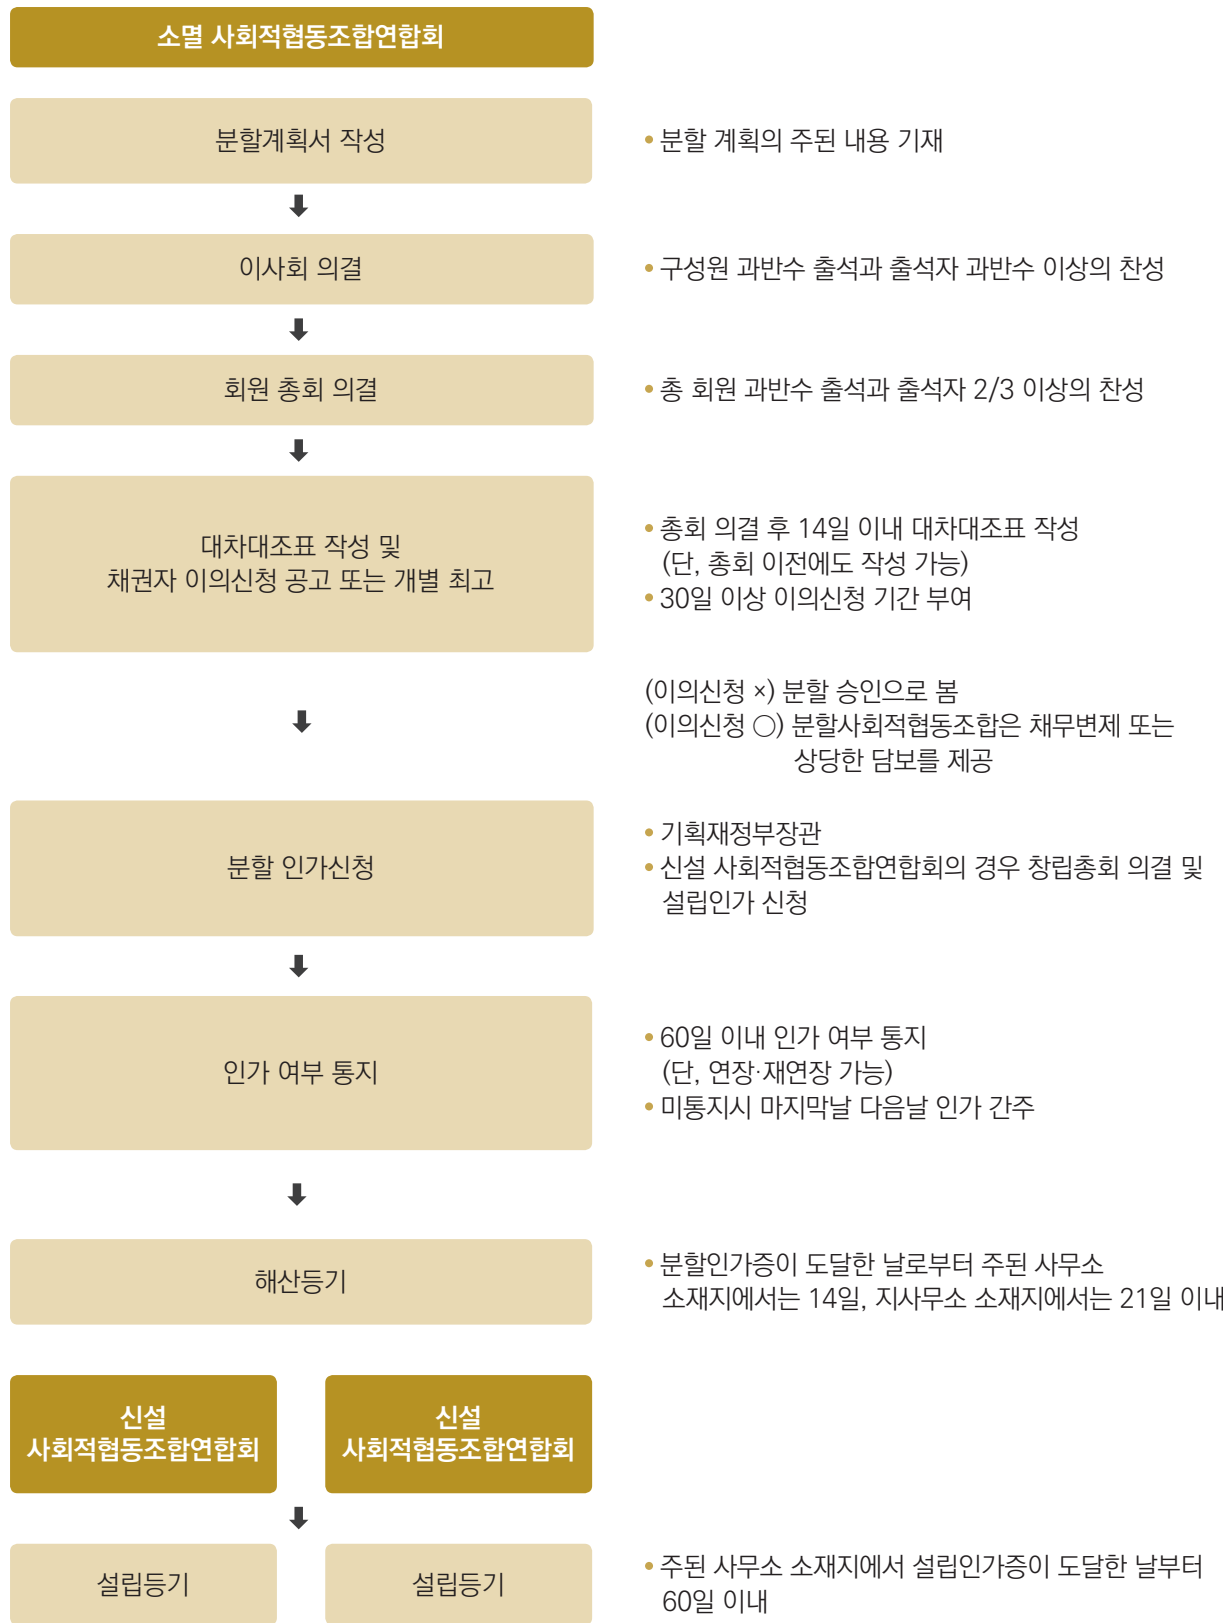 소멸 사회적협동조합연합회
분할계획서 작성
• 분할 계획의 주된 내용 기재
이사회 의결
• 구성원 과반수 출석과 출석자 과반수 이상의 찬성
회원 총회 의결
• 총 회원 과반수 출석과 출석자 2/3 이상의 찬성
대차대조표 작성 및
채권자 이의신청 공고 또는 개별 최고
• 총회 의결 후 14일 이내 대차대조표 작성
(단, 총회 이전에도 작성 가능)
• 30일 이상 이의신청 기간 부여
(이의신청 ×) 분할 승인으로 봄
(이의신청 ○) 분할사회적협동조합은 채무변제 또는
상당한 담보를 제공
분할 인가신청
• 기획재정부장관
• 신설 사회적협동조합연합회의 경우 창립총회 의결 및
설립인가 신청
인가 여부 통지
• 60일 이내 인가 여부 통지
(단, 연장·재연장 가능)
• 미통지시 마지막날 다음날 인가 간주
해산등기
• 분할인가증이 도달한 날로부터 주된 사무소
소재지에서는 14일, 지사무소 소재지에서는 21일 이내
신설
사회적협동조합연합회
신설
사회적협동조합연합회
설립등기
설립등기
• 주된 사무소 소재지에서 설립인가증이 도달한 날부터
60일 이내